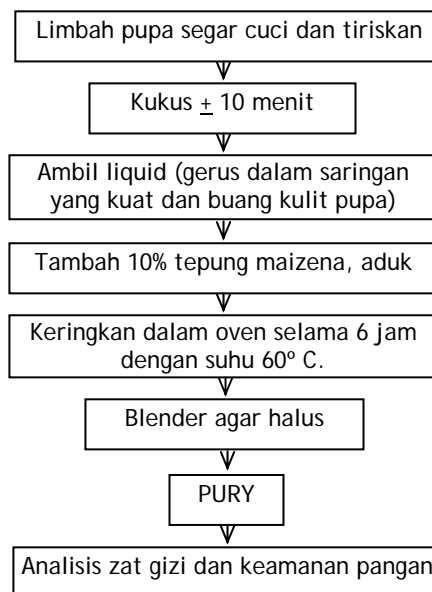 Limbah pupa segar cuci dan tiriskan
Kukus ± 10 menit
Ambil liquid (gerus dalam saringan
yang kuat dan buang kulit pupa)
Tambah 10% tepung maizena, aduk
Keringkan dalam oven selama 6 jam
dengan suhu 60º C.
Blender agar halus
PURY
Analisis zat gizi dan keamanan pangan